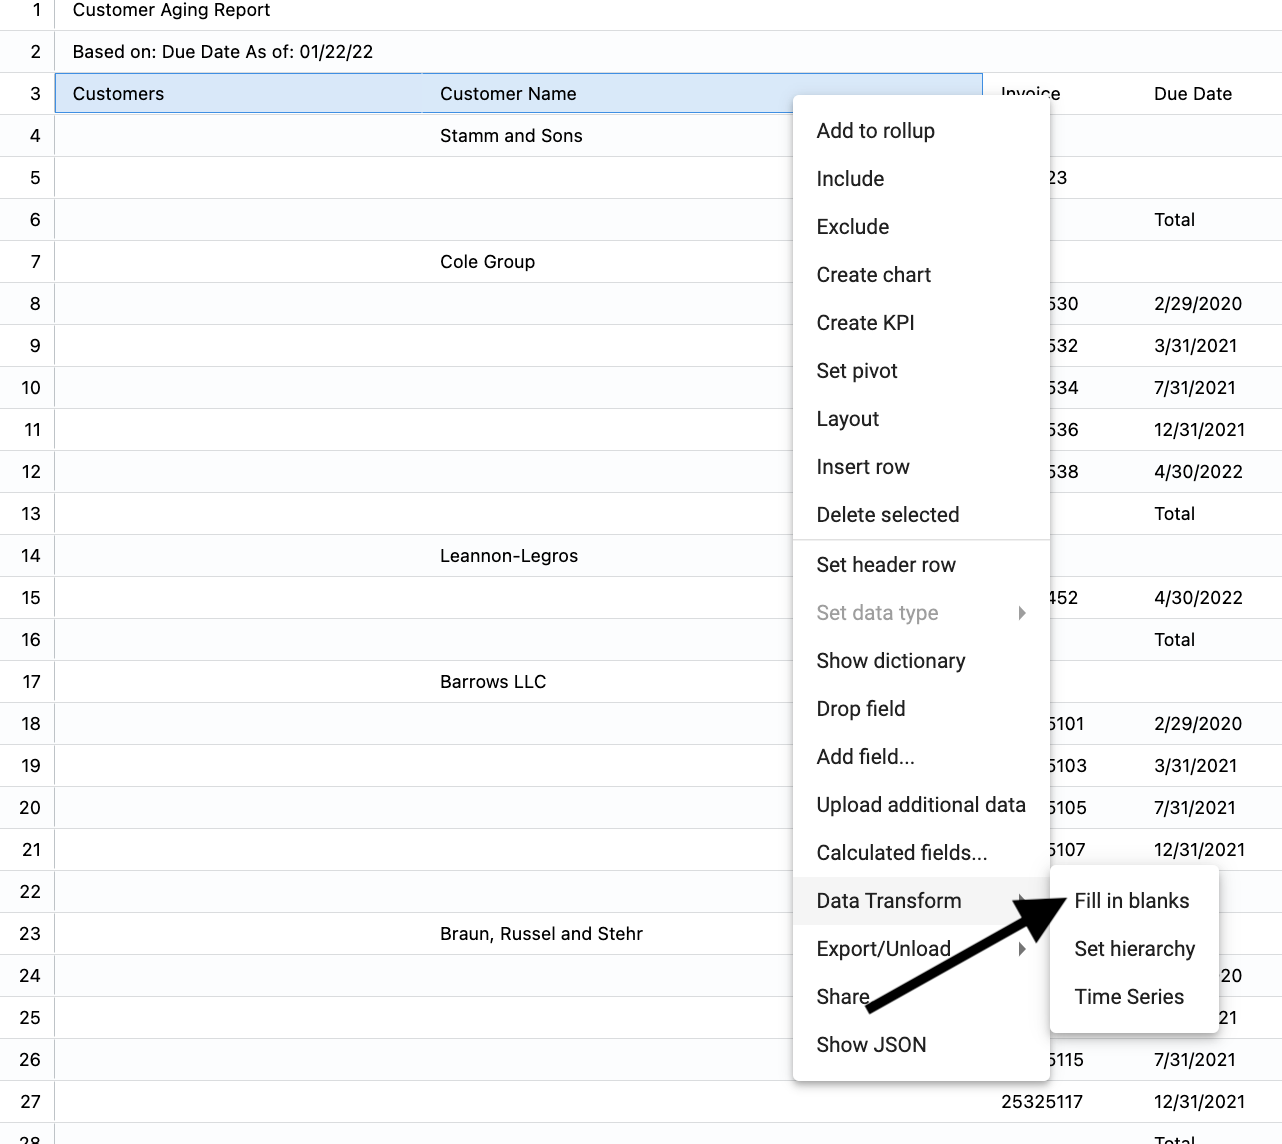 1 Customer Aging Report
2 Based on: Due Date As of: 01/22/22
3 Customers Customer Name Invoice Due Date
4 Stamm and Sons
5 23
6 Total
7 Cole Group
8 530 2/29/2020
9 532 3/31/2021
10 534 7/31/2021
11 536 12/31/2021
12 538 4/30/2022
13 Total
14 Leannon-Legros
15 452 4/30/2022
16 Total
17 Barrows LLC
18 5101 2/29/2020
19 5103 3/31/2021
20 5105 7/31/2021
21 5107 12/31/2021
22
23 Braun, Russel and Stehr
24 20
25 21
26 5115 7/31/2021
27 25325117 12/31/2021
28 Total
Add to rollup
Include
Exclude
Create chart
Create KPI
Set pivot
Layout
Insert row
Delete selected
Set header row
Set data type
Show dictionary
Drop field
Add field...
Upload additional data
Calculated fields...
Data Transform
Export/Unload
Share
Show JSON
Fill in blanks
Set hierarchy
Time Series